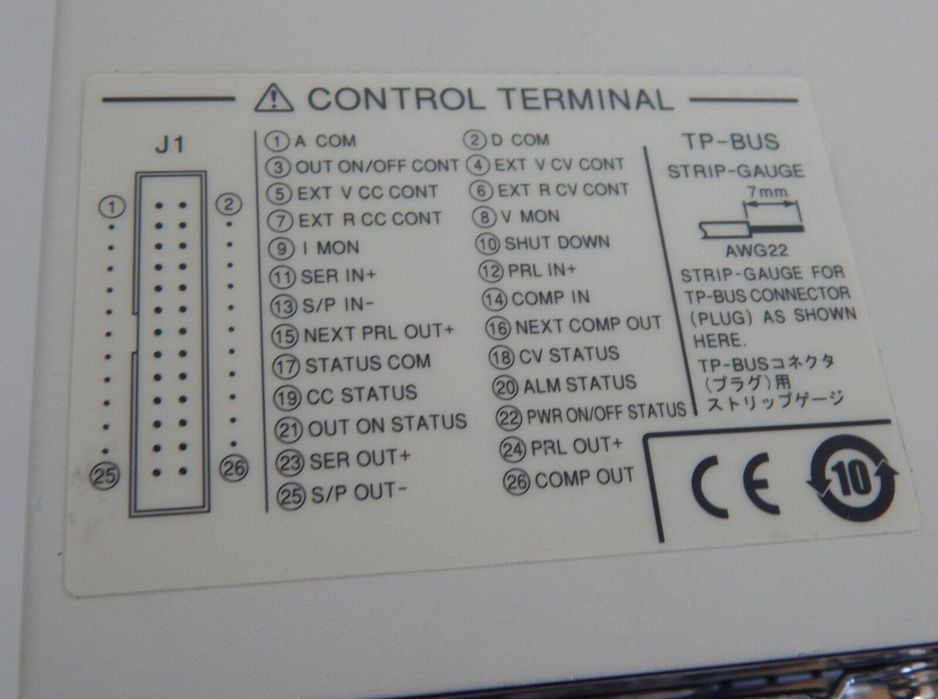 ⚠ CONTROL TERMINAL
J1
① ②
㉕ ㉖
① A COM ② D COM
③ OUT ON/OFF CONT ④ EXT V CV CONT
⑤ EXT V CC CONT ⑥ EXT R CV CONT
⑦ EXT R CC CONT ⑧ V MON
⑨ I MON ⑩ SHUT DOWN
⑪ SER IN+ ⑫ PRL IN+
⑬ S/P IN- ⑭ COMP IN
⑮ NEXT PRL OUT+ ⑯ NEXT COMP OUT
⑰ STATUS COM ⑱ CV STATUS
⑲ CC STATUS ⑳ ALM STATUS
㉑ OUT ON STATUS ㉒ PWR ON/OFF STATUS
㉓ SER OUT+ ㉔ PRL OUT+
㉕ S/P OUT- ㉖ COMP OUT
TP-BUS
STRIP-GAUGE
7mm
AWG22
STRIP-GAUGE FOR
TP-BUS CONNECTOR
(PLUG) AS SHOWN
HERE.
TP-BUSコネクタ
(プラグ)用
ストリップゲージ
CE 10